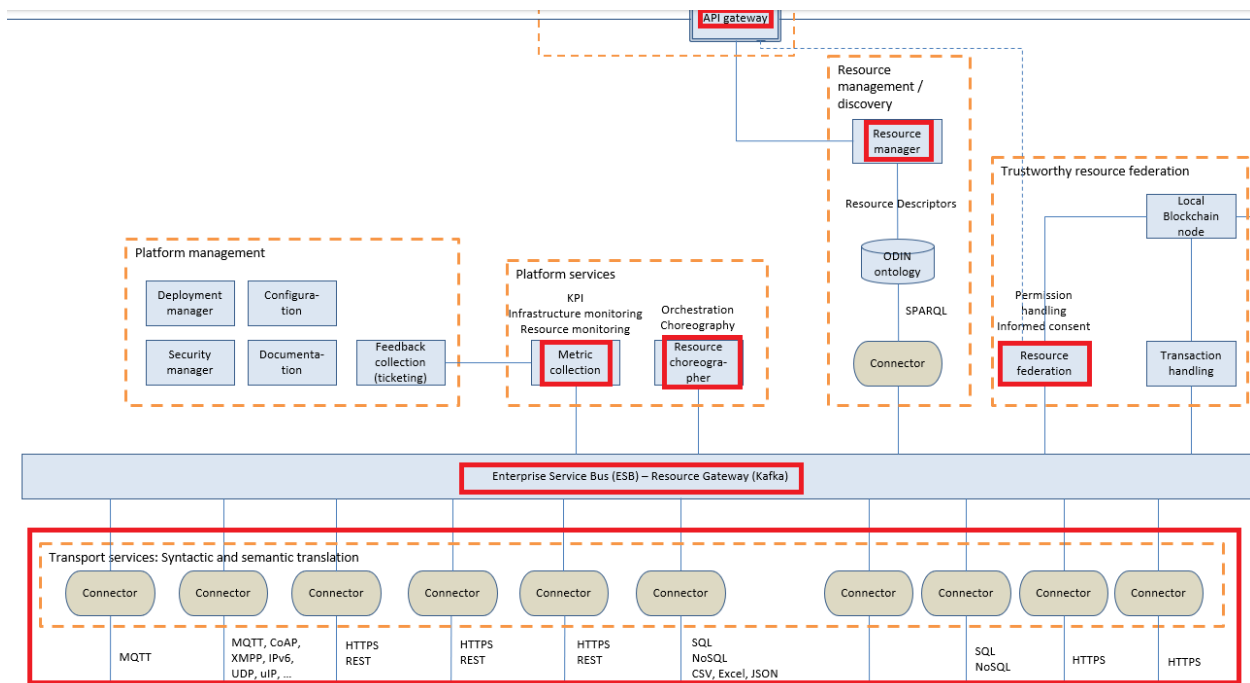 API gateway
Resource
management /
discovery
Resource
manager
Trustworthy resource federation
Resource Descriptors
Local
Blockchain
node
Platform management
ODIN
ontology
Platform services
Deployment
manager
Configura-
tion
KPI
Infrastructure monitoring
Resource monitoring
Orchestration
Choreography
SPARQL
Permission
handling
Informed consent
Security
manager
Documenta-
tion
Feedback
collection
(ticketing)
Metric
collection
Resource
choreogra-
pher
Connector
Resource
federation
Transaction
handling
Enterprise Service Bus (ESB) – Resource Gateway (Kafka)
Transport services: Syntactic and semantic translation
Connector
Connector
Connector
Connector
Connector
Connector
Connector
Connector
Connector
Connector
MQTT
MQTT, CoAP,
XMPP, IPv6,
UDP, uIP, ...
HTTPS
REST
HTTPS
REST
HTTPS
REST
SQL
NoSQL
CSV, Excel, JSON
SQL
NoSQL
HTTPS
HTTPS